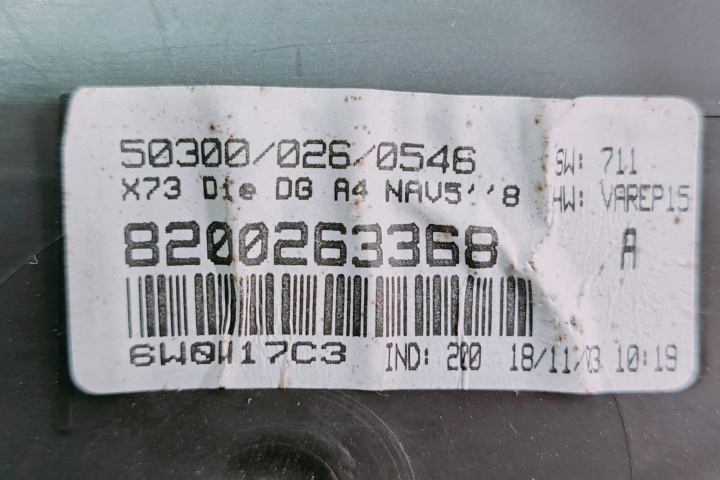 50300/026/0546 SW: 711
X73 Die DG A4 NAV5''8 HW: VAREP15
8200263368 A
6W0W17C3 IND: 200 18/11/03 10:19